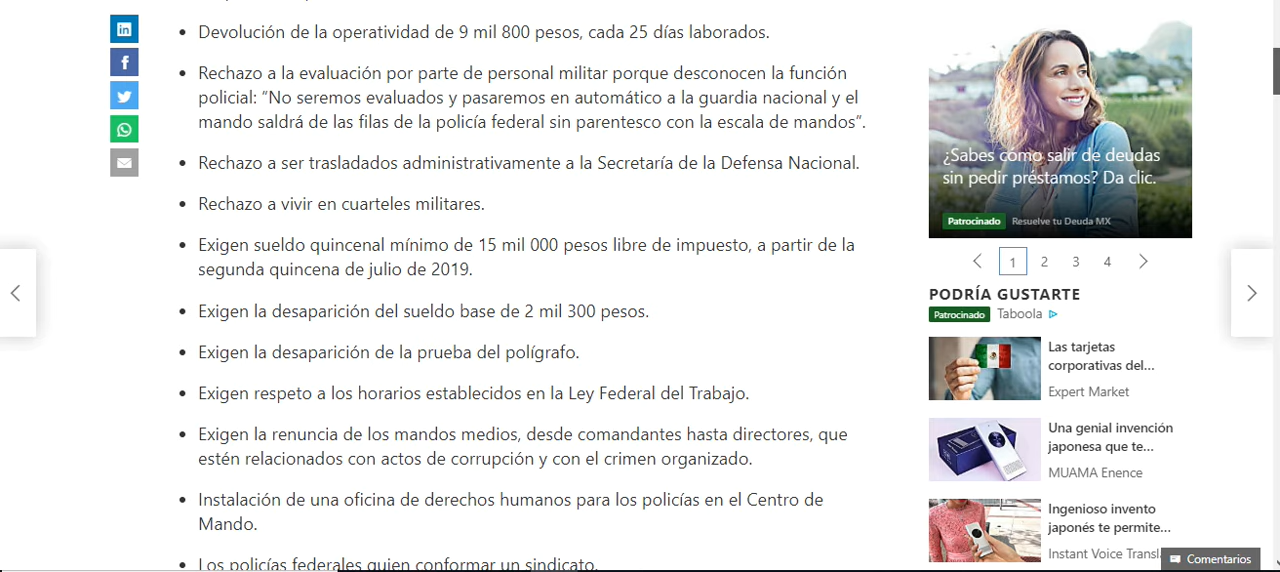 Devolución de la operatividad de 9 mil 800 pesos, cada 25 días laborados.
Rechazo a la evaluación por parte de personal militar porque desconocen la función
policial: “No seremos evaluados y pasaremos en automático a la guardia nacional y el
mando saldrá de las filas de la policía federal sin parentesco con la escala de mandos”.
Rechazo a ser trasladados administrativamente a la Secretaría de la Defensa Nacional.
Rechazo a vivir en cuarteles militares.
Exigen sueldo quincenal mínimo de 15 mil 000 pesos libre de impuesto, a partir de la
segunda quincena de julio de 2019.
Exigen la desaparición del sueldo base de 2 mil 300 pesos.
Exigen la desaparición de la prueba del polígrafo.
Exigen respeto a los horarios establecidos en la Ley Federal del Trabajo.
Exigen la renuncia de los mandos medios, desde comandantes hasta directores, que
estén relacionados con actos de corrupción y con el crimen organizado.
Instalación de una oficina de derechos humanos para los policías en el Centro de
Mando.
Los policías federales quien conformar un sindicato.
¿Sabes cómo salir de deudas
sin pedir préstamos? Da clic.
Patrocinado Resuelve tu Deuda MX
1 2 3 4
PODRÍA GUSTARTE
Patrocinado Taboola
Las tarjetas
corporativas del...
Expert Market
Una genial invención
japonesa que te...
MUAMA Enence
Ingenioso invento
japonés te permite...
Instant Voice Transl
Comentarios